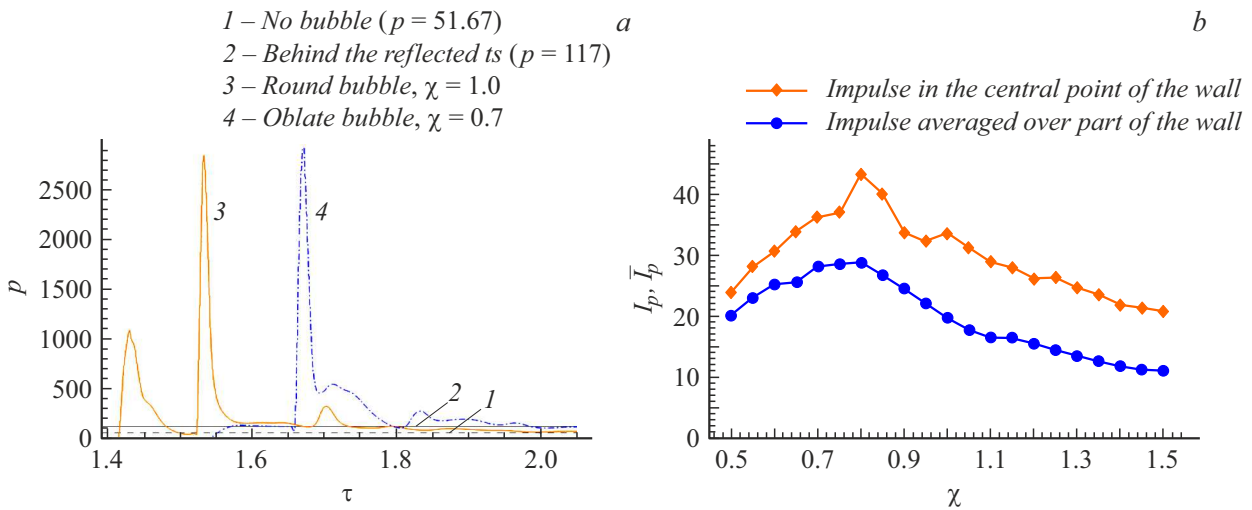 1 – No bubble (p = 51.67)
2 – Behind the reflected ts (p = 117)
3 – Round bubble, χ = 1.0
4 – Oblate bubble, χ = 0.7
a
p
2500
2000
1500
1000
500
0
3
4
2
1
1.4
1.6
1.8
2.0
τ
b
Impulse in the central point of the wall
Impulse averaged over part of the wall
I_p, Ī_p
40
30
20
10
0
0.5
0.7
0.9
1.1
1.3
1.5
χ